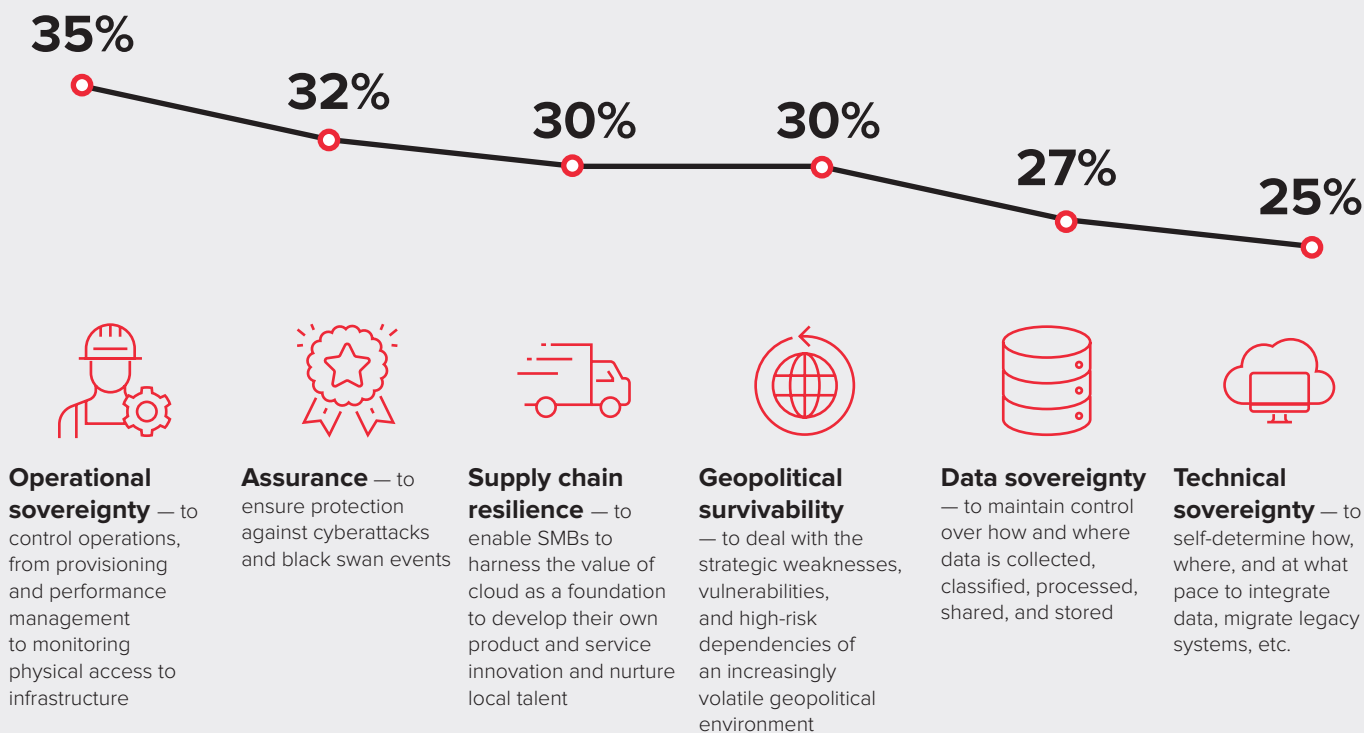 35%
32%
30%
30%
27%
25%
Operational
sovereignty — to
control operations,
from provisioning
and performance
management
to monitoring
physical access to
infrastructure
Assurance — to
ensure protection
against cyberattacks
and black swan events
Supply chain
resilience — to
enable SMBs to
harness the value of
cloud as a foundation
to develop their own
product and service
innovation and nurture
local talent
Geopolitical
survivability
— to deal with the
strategic weaknesses,
vulnerabilities,
and high-risk
dependencies of
an increasingly
volatile geopolitical
environment
Data sovereignty
— to maintain control
over how and where
data is collected,
classified, processed,
shared, and stored
Technical
sovereignty — to
self-determine how,
where, and at what
pace to integrate
data, migrate legacy
systems, etc.